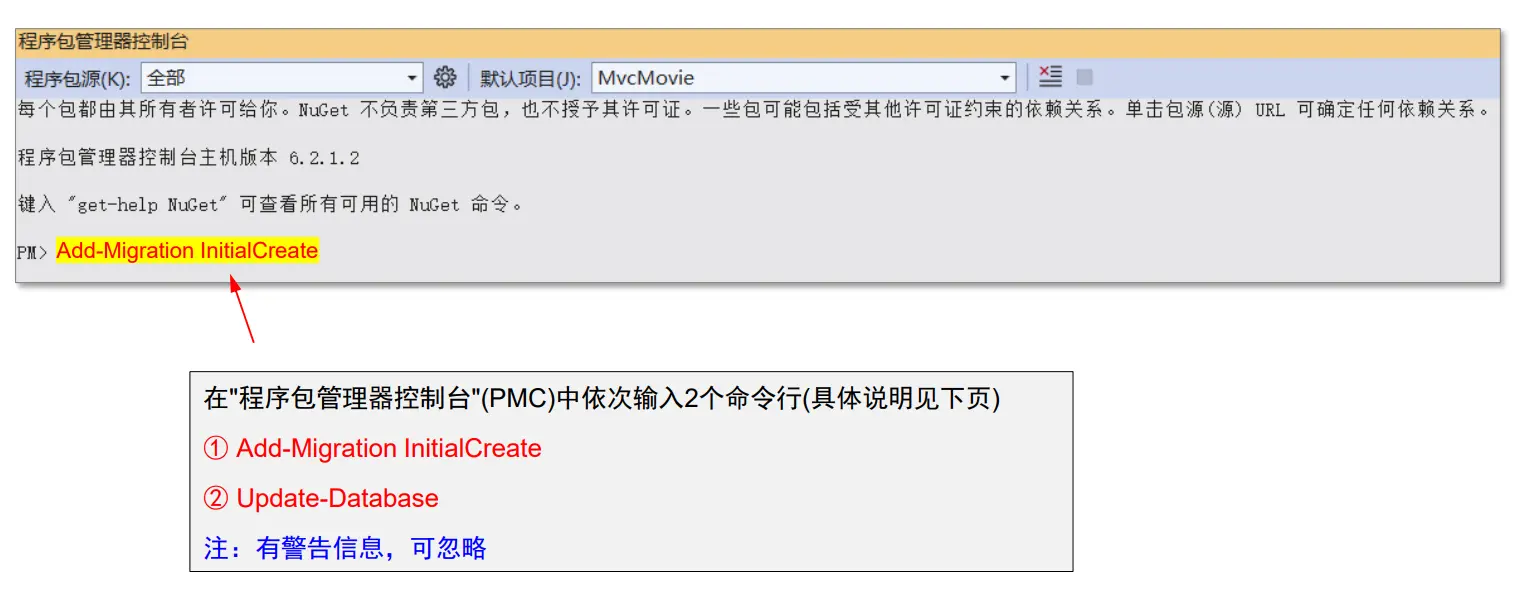 程序包管理器控制台
程序包源(K): 全部 默认项目(J): MvcMovie
每个包都由其所有者许可给你。NuGet 不负责第三方包，也不授予其许可证。一些包可能包括受其他许可证约束的依赖关系。单击包源(源) URL 可确定任何依赖关系。
程序包管理器控制台主机版本 6.2.1.2
键入 "get-help NuGet" 可查看所有可用的 NuGet 命令。
PM> Add-Migration InitialCreate
在"程序包管理器控制台"(PMC)中依次输入2个命令行(具体说明见下页)
① Add-Migration InitialCreate
② Update-Database
注：有警告信息，可忽略